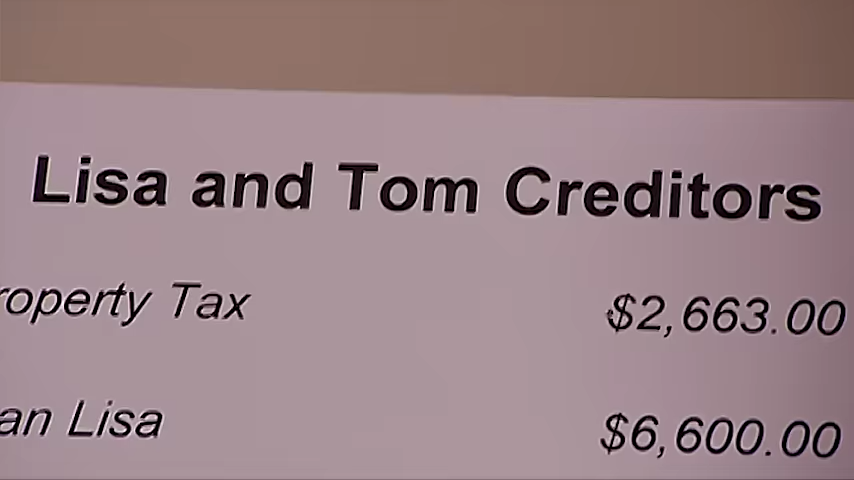 Lisa and Tom Creditors
roperty Tax $2,663.00
an Lisa $6,600.00